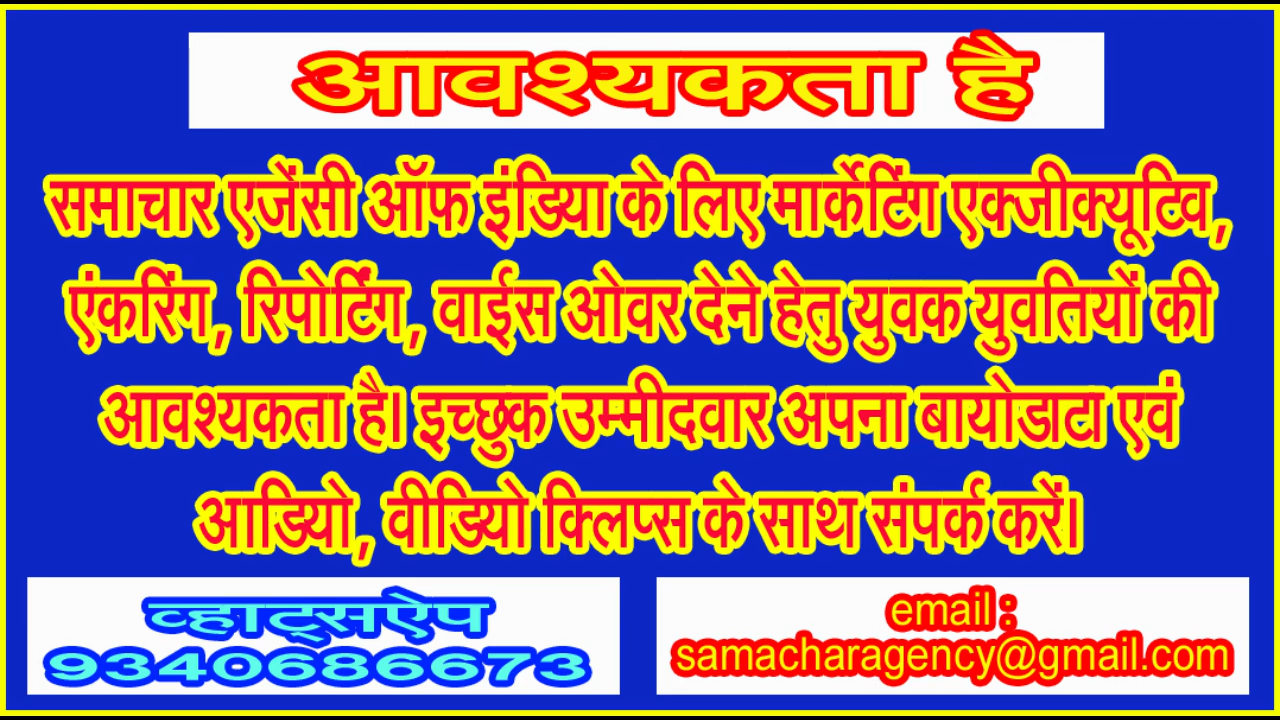 आवश्यकता है
समाचार एजेंसी ऑफ इंडिया के लिए मार्केटिंग एक्जीक्यूटिव,
एंकरिंग, रिपोर्टिंग, वाईस ओवर देने हेतु युवक युवतियों की
आवश्यकता है। इच्छुक उम्मीदवार अपना बायोडाटा एवं
आडियो, वीडियो क्लिप्स के साथ संपर्क करें।
व्हाट्सऐप
9340686673
email :
samacharagency@gmail.com